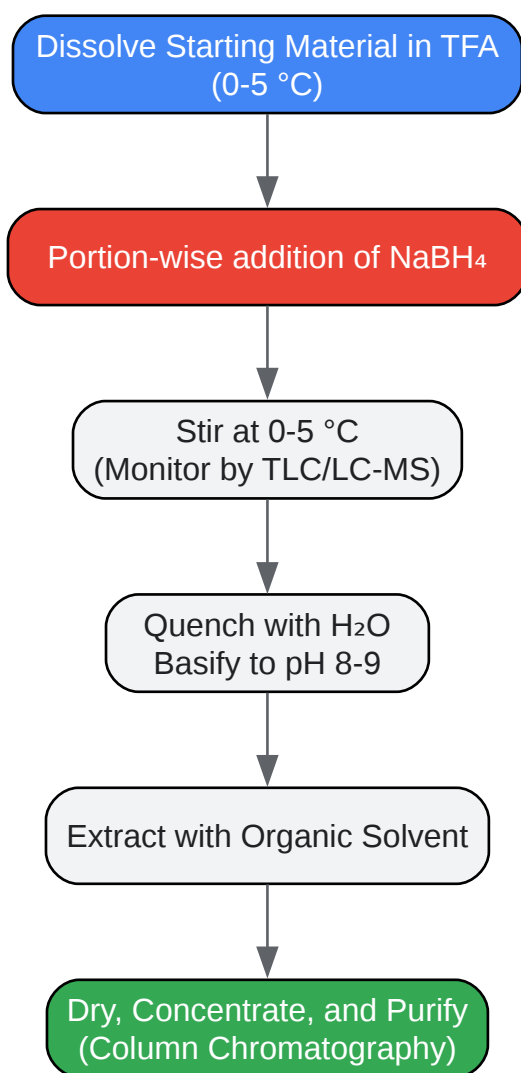 Dissolve Starting Material in TFA
(0-5 °C)
Portion-wise addition of NaBH₄
Stir at 0-5 °C
(Monitor by TLC/LC-MS)
Quench with H₂O
Basify to pH 8-9
Extract with Organic Solvent
Dry, Concentrate, and Purify
(Column Chromatography)